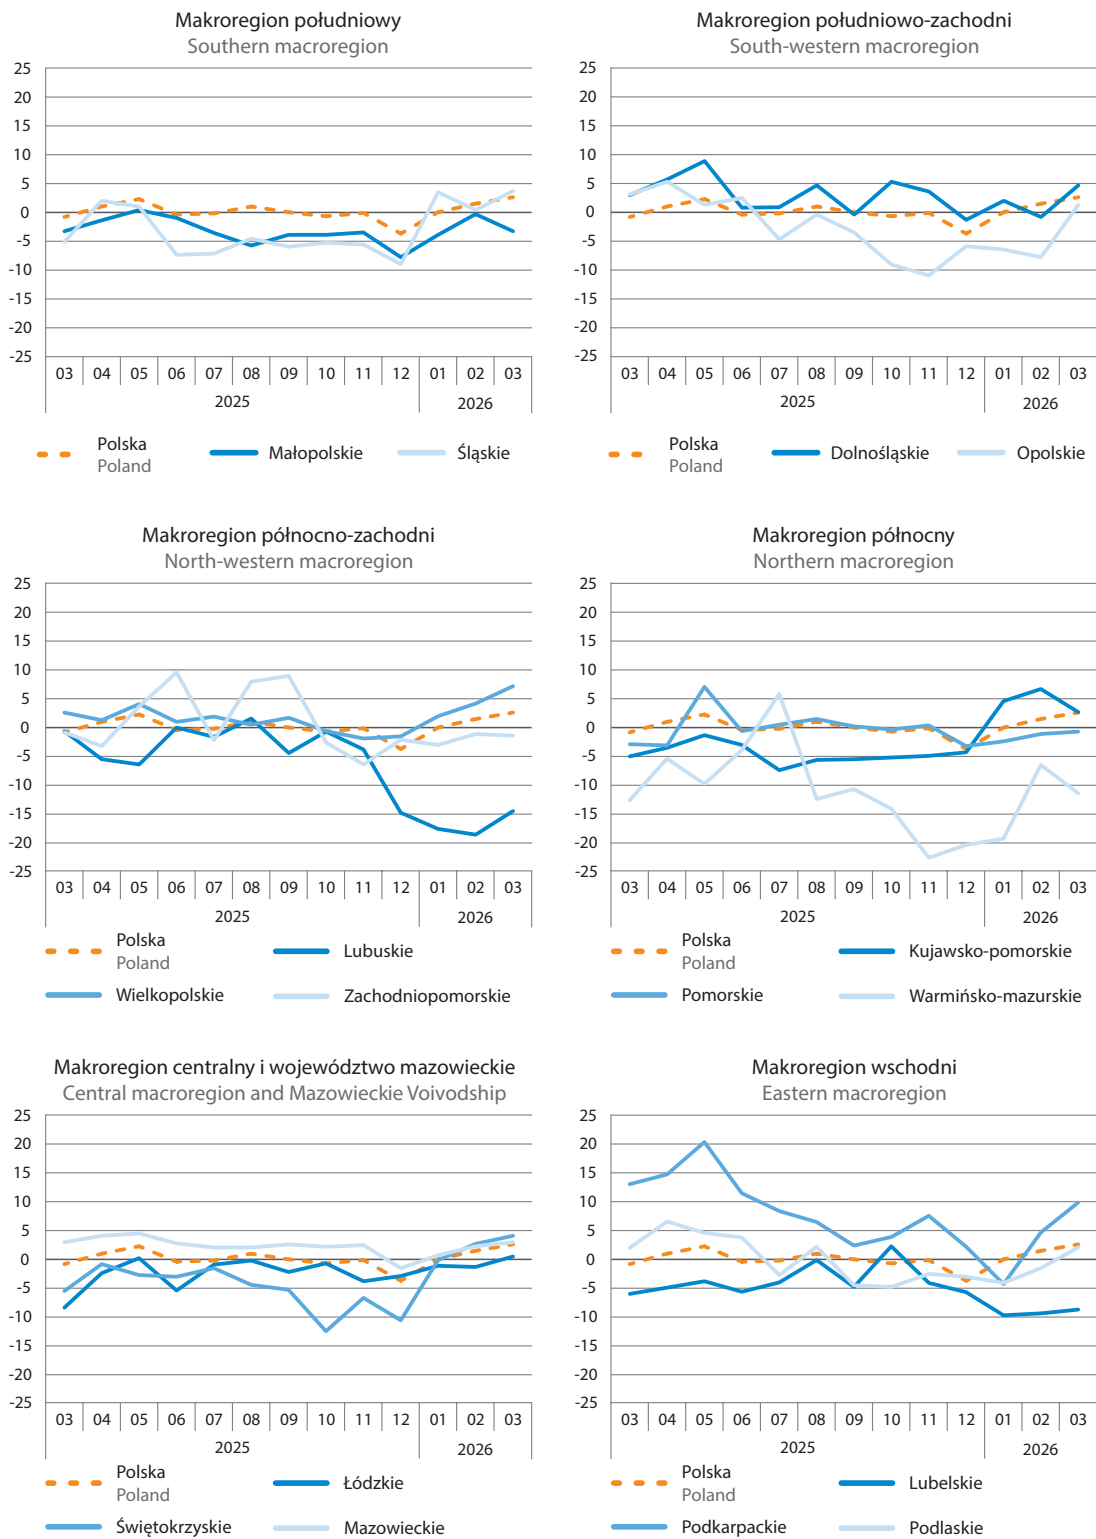 Makroregion południowy
Southern macroregion
25
20
15
10
5
0
-5
-10
-15
-20
-25
03 04 05 06 07 08 09 10 11 12 01 02 03
2025 2026
Polska
Poland
Małopolskie
Śląskie
Makroregion południowo-zachodni
South-western macroregion
25
20
15
10
5
0
-5
-10
-15
-20
-25
03 04 05 06 07 08 09 10 11 12 01 02 03
2025 2026
Polska
Poland
Dolnośląskie
Opolskie
Makroregion północno-zachodni
North-western macroregion
25
20
15
10
5
0
-5
-10
-15
-20
-25
03 04 05 06 07 08 09 10 11 12 01 02 03
2025 2026
Polska
Poland
Lubuskie
Wielkopolskie
Zachodniopomorskie
Makroregion północny
Northern macroregion
25
20
15
10
5
0
-5
-10
-15
-20
-25
03 04 05 06 07 08 09 10 11 12 01 02 03
2025 2026
Polska
Poland
Kujawsko-pomorskie
Pomorskie
Warmińsko-mazurskie
Makroregion centralny i województwo mazowieckie
Central macroregion and Mazowieckie Voivodship
25
20
15
10
5
0
-5
-10
-15
-20
-25
03 04 05 06 07 08 09 10 11 12 01 02 03
2025 2026
Polska
Poland
Łódzkie
Świętokrzyskie
Mazowieckie
Makroregion wschodni
Eastern macroregion
25
20
15
10
5
0
-5
-10
-15
-20
-25
03 04 05 06 07 08 09 10 11 12 01 02 03
2025 2026
Polska
Poland
Lubelskie
Podkarpackie
Podlaskie